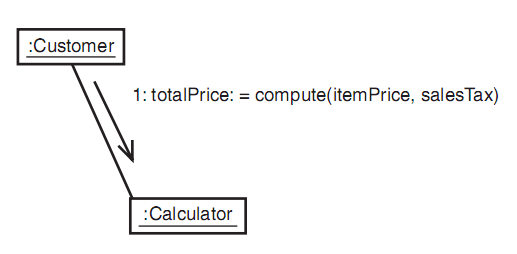 :Customer
1: totalPrice: = compute(itemPrice, salesTax)
:Calculator